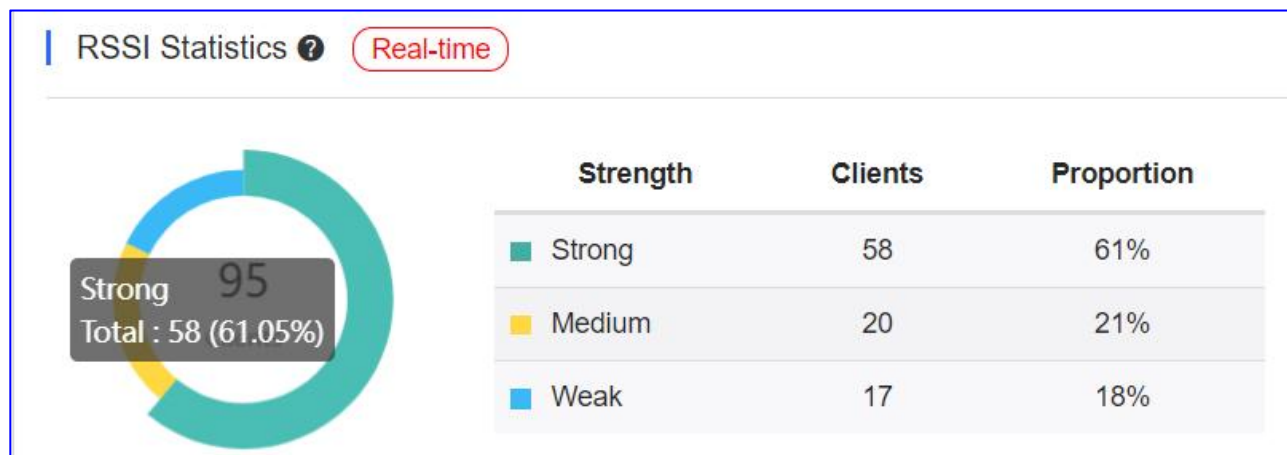 RSSI Statistics ? Real-time
Strength Clients Proportion
Strong 58 61%
Medium 20 21%
Weak 17 18%
95
Strong
Total : 58 (61.05%)